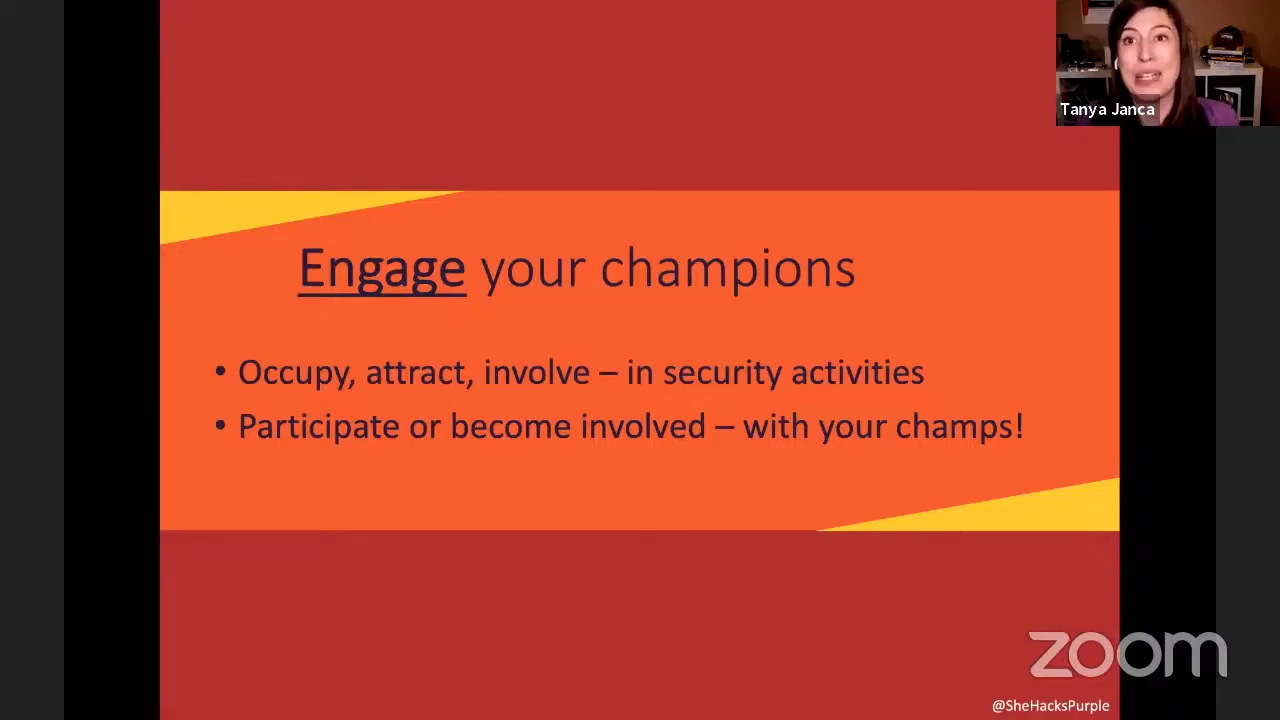 Tanya Janca
Engage your champions
• Occupy, attract, involve – in security activities
• Participate or become involved – with your champs!
zoom
@SheHacksPurple